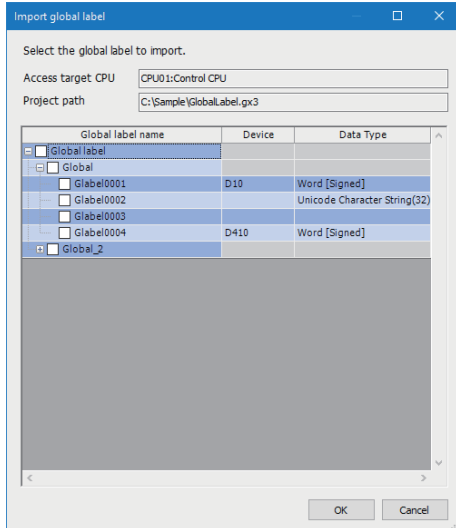 Import global label
Select the global label to import.
Access target CPU CPU01:Control CPU
Project path C:\Sample\GlobalLabel.gx3
Global label name Device Data Type
Global label
Global
Glabel0001 D10 Word [Signed]
Glabel0002 Unicode Character String(32)
Glabel0003
Glabel0004 D410 Word [Signed]
Global_2
OK Cancel